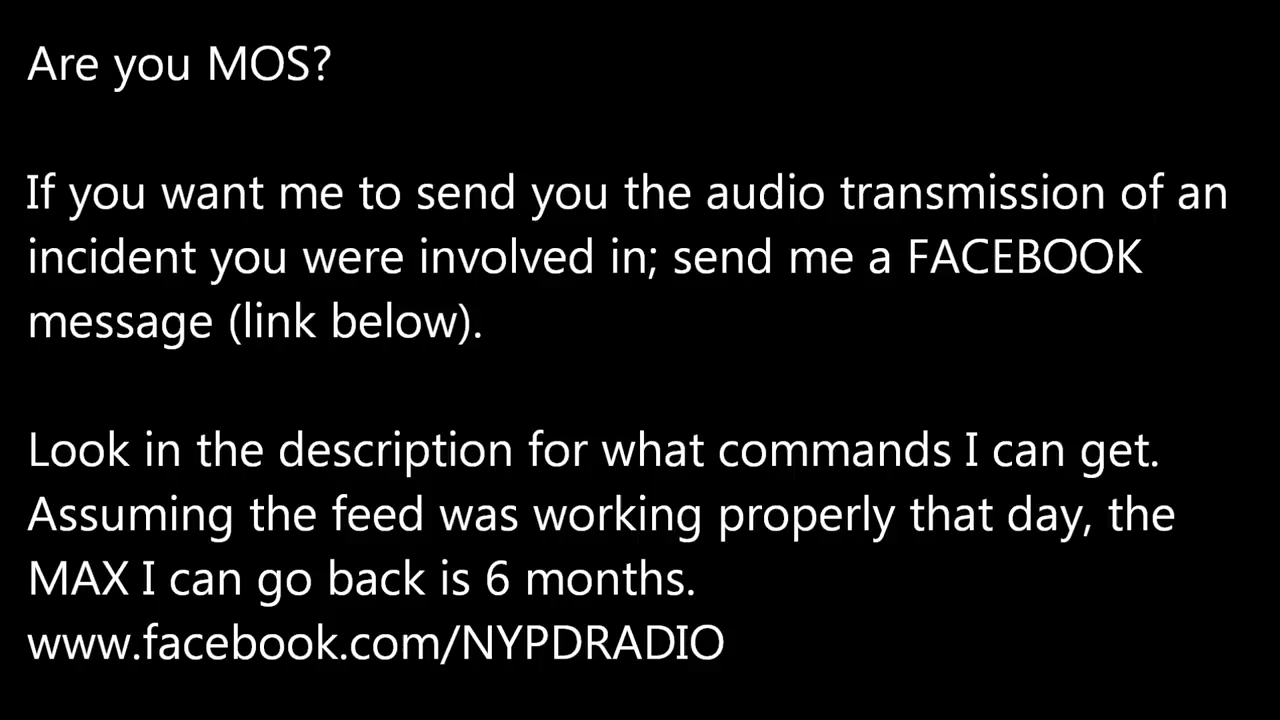 Are you MOS?
If you want me to send you the audio transmission of an
incident you were involved in; send me a FACEBOOK
message (link below).
Look in the description for what commands I can get.
Assuming the feed was working properly that day, the
MAX I can go back is 6 months.
www.facebook.com/NYPDRADIO